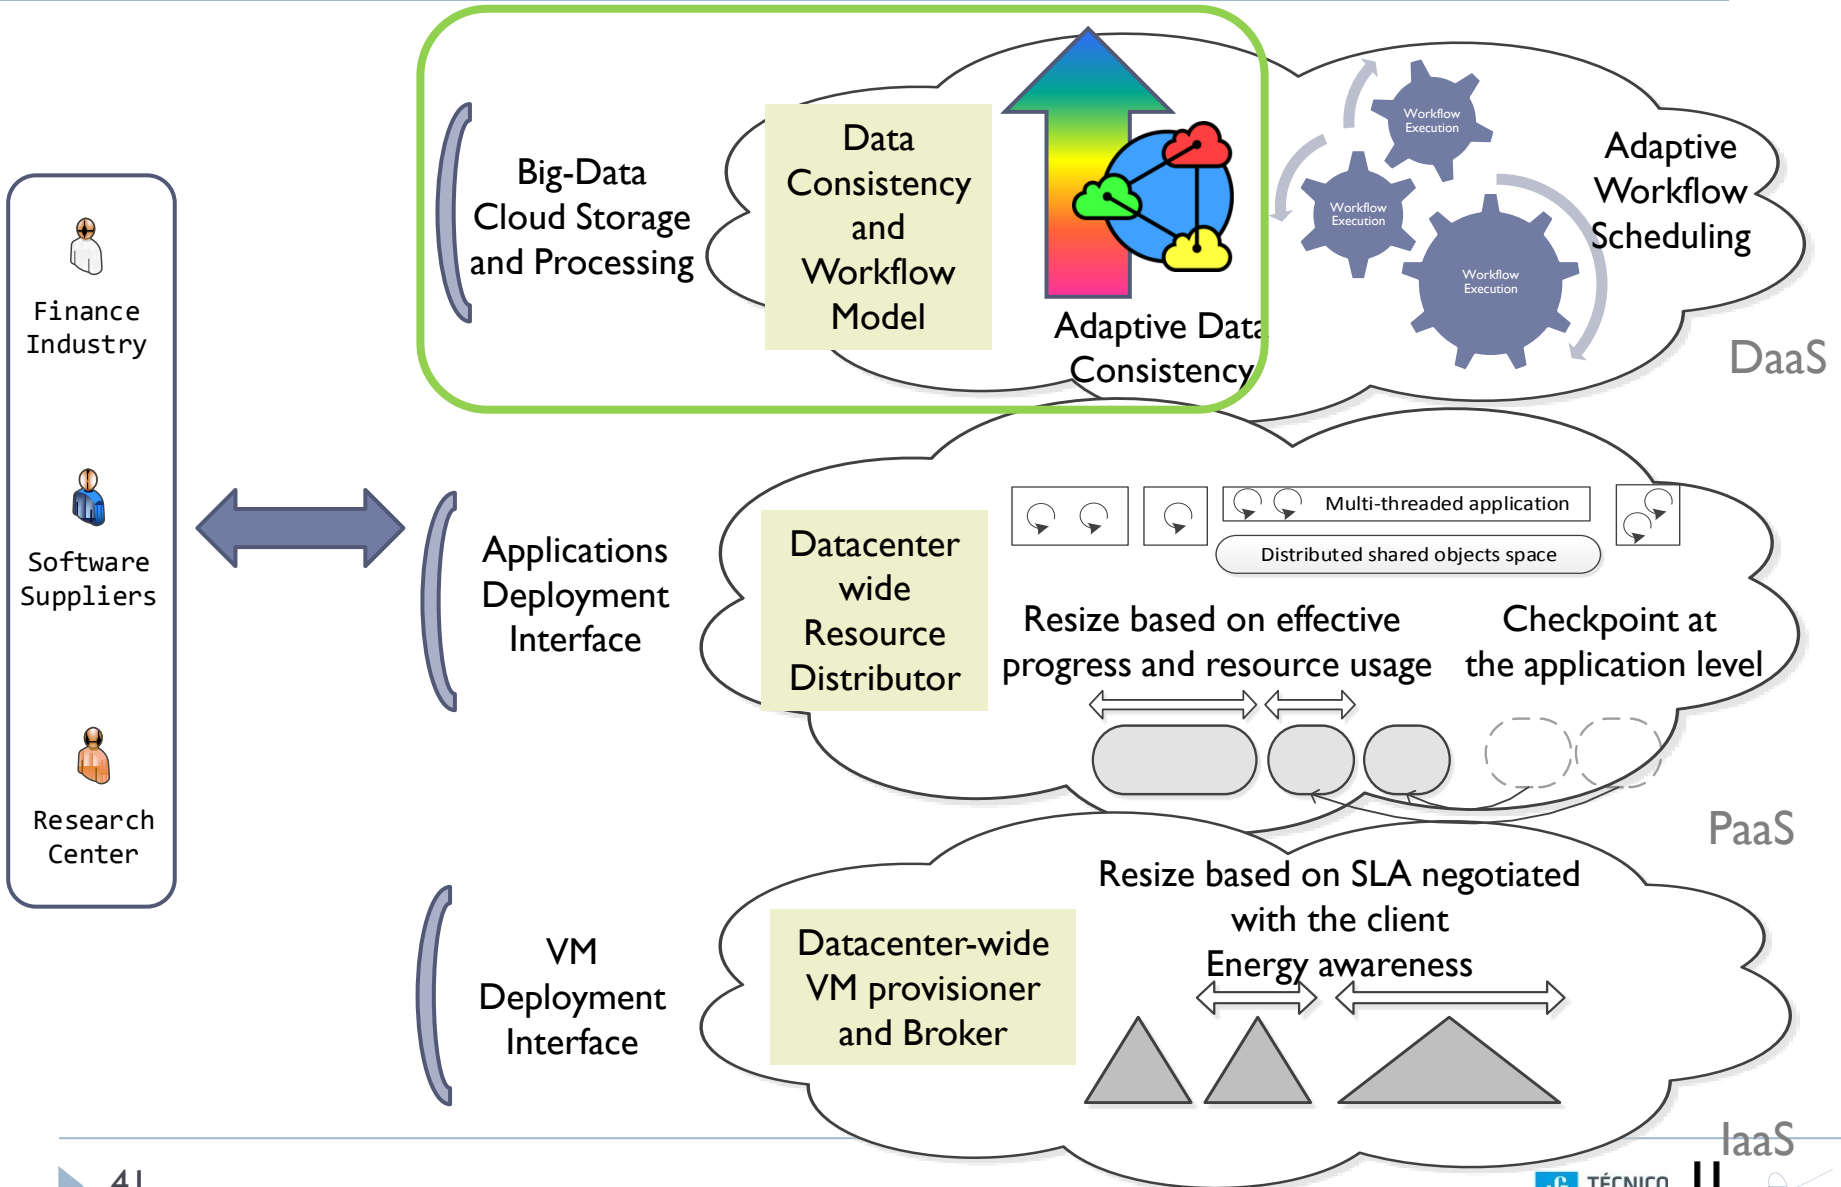 Finance
Industry
Software
Suppliers
Research
Center
Big-Data
Cloud Storage
and Processing
Data
Consistency
and
Workflow
Model
Adaptive Data
Consistency
Workflow
Execution
Workflow
Execution
Workflow
Execution
Adaptive
Workflow
Scheduling
DaaS
Applications
Deployment
Interface
Datacenter
wide
Resource
Distributor
Multi-threaded application
Distributed shared objects space
Resize based on effective
progress and resource usage
Checkpoint at
the application level
PaaS
VM
Deployment
Interface
Datacenter-wide
VM provisioner
and Broker
Resize based on SLA negotiated
with the client
Energy awareness
IaaS
41
TÉCNICO